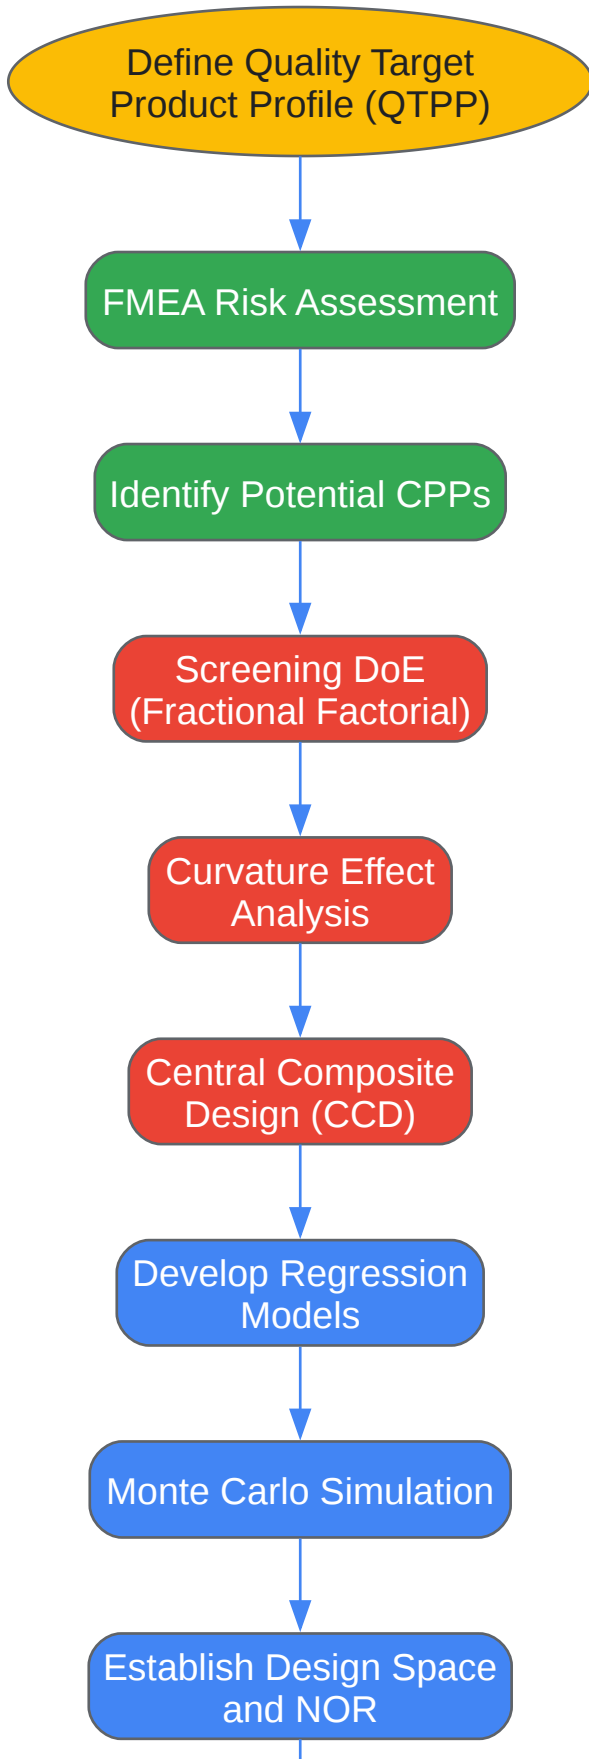 Define Quality Target
Product Profile (QTPP)
FMEA Risk Assessment
Identify Potential CPPs
Screening DoE
(Fractional Factorial)
Curvature Effect
Analysis
Central Composite
Design (CCD)
Develop Regression
Models
Monte Carlo Simulation
Establish Design Space
and NOR